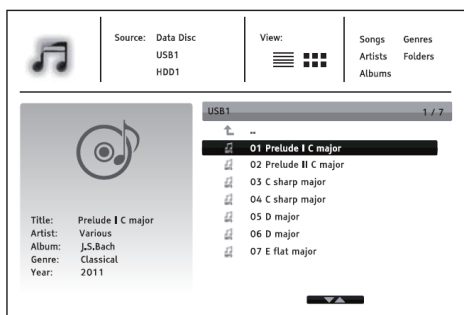 Source: Data Disc
USB1
HDD1
View:
Songs Genres
Artists Folders
Albums
USB1 1 / 7
..
01 Prelude I C major
02 Prelude II C major
03 C sharp major
04 C sharp major
05 D major
06 D major
07 E flat major
Title: Prelude I C major
Artist: Various
Album: J.S.Bach
Genre: Classical
Year: 2011